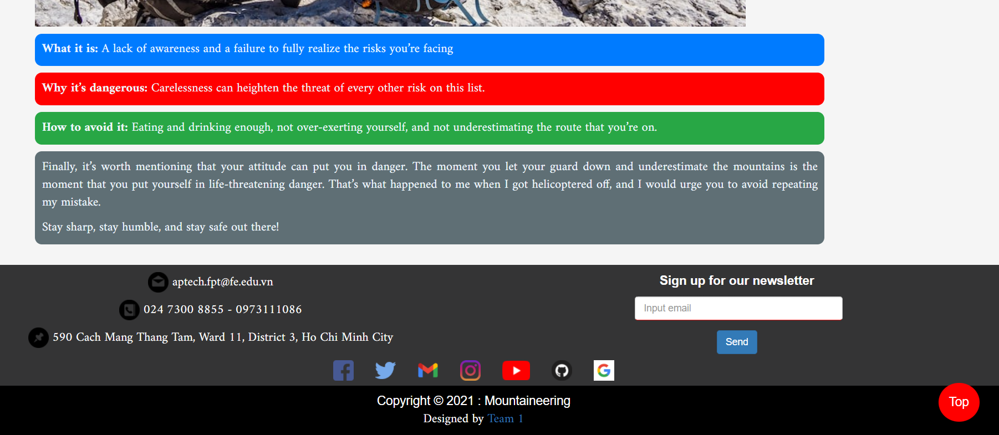 What it is: A lack of awareness and a failure to fully realize the risks you’re facing
Why it’s dangerous: Carelessness can heighten the threat of every other risk on this list.
How to avoid it: Eating and drinking enough, not over-exerting yourself, and not underestimating the route that you’re on.
Finally, it’s worth mentioning that your attitude can put you in danger. The moment you let your guard down and underestimate the mountains is the
moment that you put yourself in life-threatening danger. That’s what happened to me when I got helicoptered off, and I would urge you to avoid repeating
my mistake.
Stay sharp, stay humble, and stay safe out there!
aptech.fpt@fe.edu.vn
024 7300 8855 - 0973111086
590 Cach Mang Thang Tam, Ward 11, District 3, Ho Chi Minh City
Sign up for our newsletter
Input email
Send
Copyright © 2021 : Mountaineering
Designed by Team 1
Top